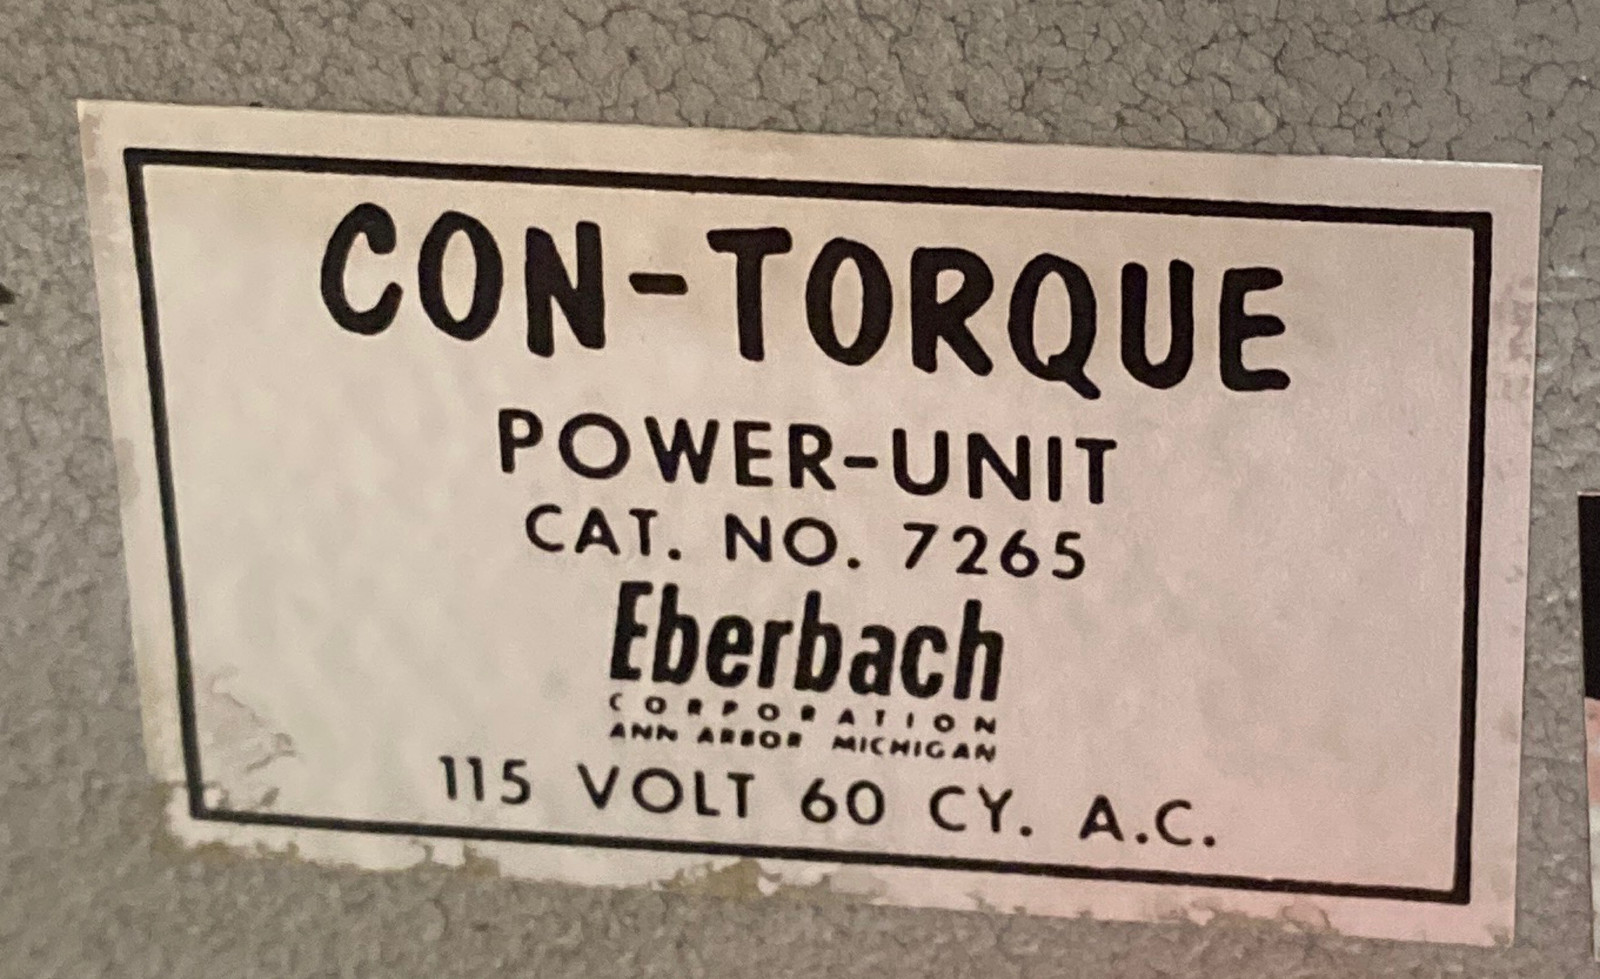 CON-TORQUE
POWER-UNIT
CAT. NO. 7265
Eberbach
CORPORATION
ANN ARBOR MICHIGAN
115 VOLT 60 CY. A.C.